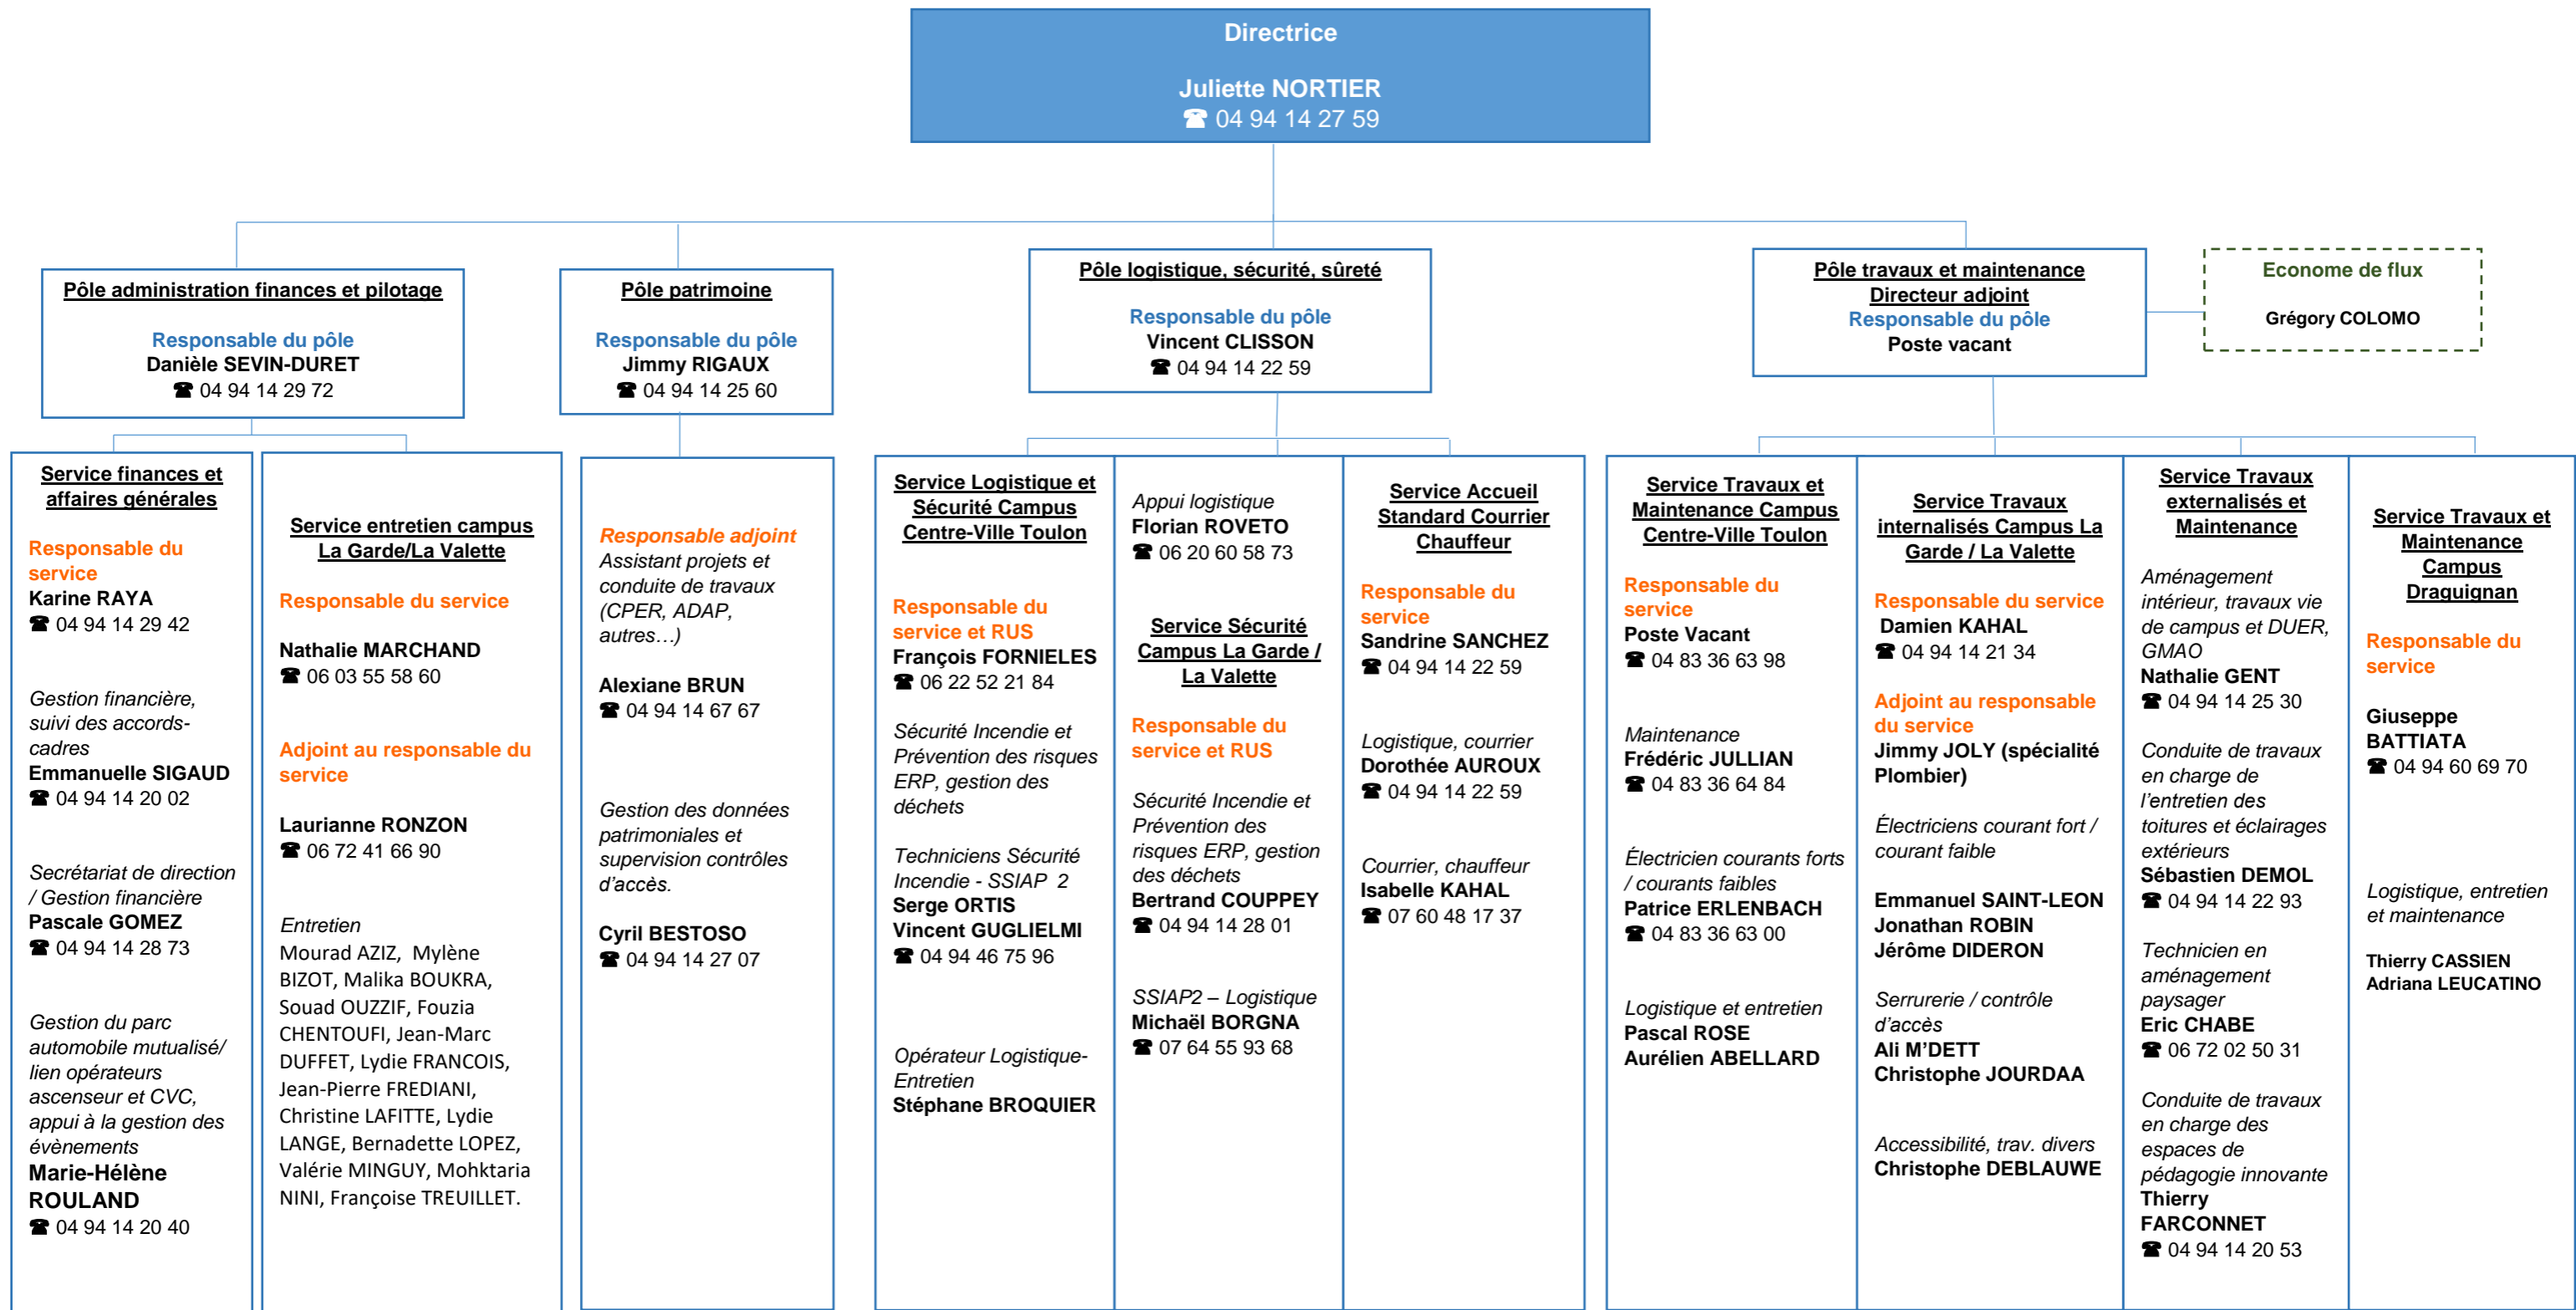 Directrice
Juliette NORTIER
☎ 04 94 14 27 59
Pôle administration finances et pilotage
Responsable du pôle
Danièle SEVIN-DURET
☎ 04 94 14 29 72
Pôle patrimoine
Responsable du pôle
Jimmy RIGAUX
☎ 04 94 14 25 60
Pôle logistique, sécurité, sûreté
Responsable du pôle
Vincent CLISSON
☎ 04 94 14 22 59
Pôle travaux et maintenance
Directeur adjoint
Responsable du pôle
Poste vacant
Econome de flux
Grégory COLOMO
Service finances et
affaires générales
Responsable du
service
Karine RAYA
☎ 04 94 14 29 42
Gestion financière,
suivi des accords-
cadres
Emmanuelle SIGAUD
☎ 04 94 14 20 02
Secrétariat de direction
/ Gestion financière
Pascale GOMEZ
☎ 04 94 14 28 73
Gestion du parc
automobile mutualisé/
lien opérateurs
ascenseur et CVC,
appui à la gestion des
évènements
Marie-Hélène
ROULAND
☎ 04 94 14 20 40
Service entretien campus
La Garde/La Valette
Responsable du service
Nathalie MARCHAND
☎ 06 03 55 58 60
Adjoint au responsable du
service
Laurianne RONZON
☎ 06 72 41 66 90
Entretien
Mourad AZIZ, Mylène
BIZOT, Malika BOUKRA,
Souad OUZZIF, Fouzia
CHENTOUFI, Jean-Marc
DUFFET, Lydie FRANCOIS,
Jean-Pierre FREDIANI,
Christine LAFITTE, Lydie
LANGE, Bernadette LOPEZ,
Valérie MINGUY, Mohktaria
NINI, Françoise TREUILLET.
Responsable adjoint
Assistant projets et
conduite de travaux
(CPER, ADAP,
autres…)
Alexiane BRUN
☎ 04 94 14 67 67
Gestion des données
patrimoniales et
supervision contrôles
d'accès.
Cyril BESTOSO
☎ 04 94 14 27 07
Service Logistique et
Sécurité Campus
Centre-Ville Toulon
Responsable du
service et RUS
François FORNIELES
☎ 06 22 52 21 84
Sécurité Incendie et
Prévention des risques
ERP, gestion des
déchets
Techniciens Sécurité
Incendie - SSIAP 2
Serge ORTIS
Vincent GUGLIELMI
☎ 04 94 46 75 96
Opérateur Logistique-
Entretien
Stéphane BROQUIER
Appui logistique
Florian ROVETO
☎ 06 20 60 58 73
Service Sécurité
Campus La Garde /
La Valette
Responsable du
service et RUS
Sécurité Incendie et
Prévention des
risques ERP, gestion
des déchets
Bertrand COUPPEY
☎ 04 94 14 28 01
SSIAP2 – Logistique
Michaël BORGNA
☎ 07 64 55 93 68
Service Accueil
Standard Courrier
Chauffeur
Responsable du
service
Sandrine SANCHEZ
☎ 04 94 14 22 59
Logistique, courrier
Dorothée AUROUX
☎ 04 94 14 22 59
Courrier, chauffeur
Isabelle KAHAL
☎ 07 60 48 17 37
Service Travaux et
Maintenance Campus
Centre-Ville Toulon
Responsable du
service
Poste Vacant
☎ 04 83 36 63 98
Maintenance
Frédéric JULLIAN
☎ 04 83 36 64 84
Électricien courants forts
/ courants faibles
Patrice ERLENBACH
☎ 04 83 36 63 00
Logistique et entretien
Pascal ROSE
Aurélien ABELLARD
Service Travaux
internalisés Campus La
Garde / La Valette
Responsable du service
Damien KAHAL
☎ 04 94 14 21 34
Adjoint au responsable
du service
Jimmy JOLY (spécialité
Plombier)
Électriciens courant fort /
courant faible
Emmanuel SAINT-LEON
Jonathan ROBIN
Jérôme DIDERON
Serrurerie / contrôle
d'accès
Ali M'DETT
Christophe JOURDAA
Accessibilité, trav. divers
Christophe DEBLAUWE
Service Travaux
externalisés et
Maintenance
Aménagement
intérieur, travaux vie
de campus et DUER,
GMAO
Nathalie GENT
☎ 04 94 14 25 30
Conduite de travaux
en charge de
l'entretien des
toitures et éclairages
extérieurs
Sébastien DEMOL
☎ 04 94 14 22 93
Technicien en
aménagement
paysager
Eric CHABE
☎ 06 72 02 50 31
Conduite de travaux
en charge des
espaces de
pédagogie innovante
Thierry
FARCONNET
☎ 04 94 14 20 53
Service Travaux et
Maintenance
Campus
Draguignan
Responsable du
service
Giuseppe
BATTIATA
☎ 04 94 60 69 70
Logistique, entretien
et maintenance
Thierry CASSIEN
Adriana LEUCATINO